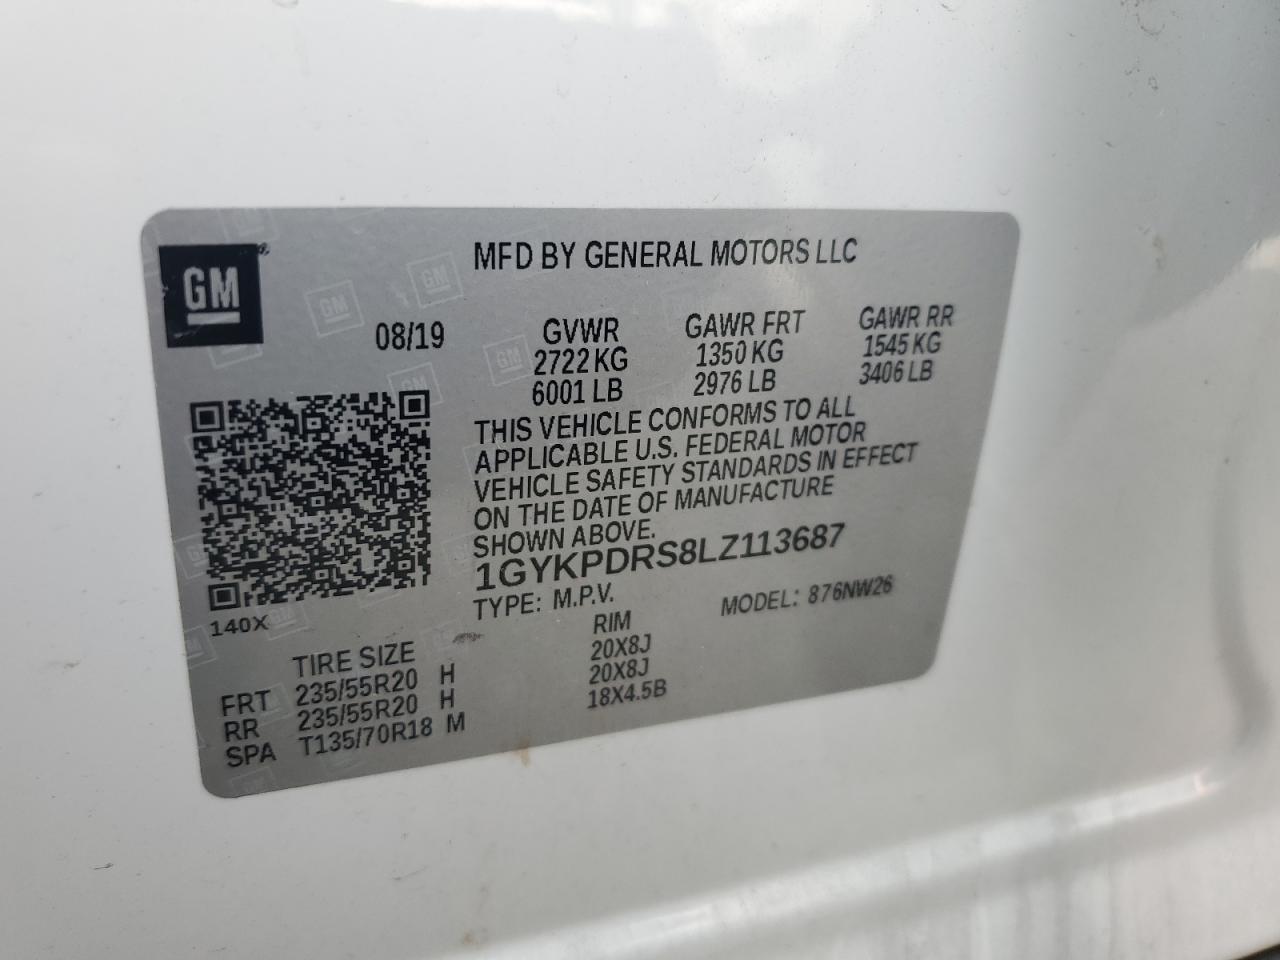 GM
MFD BY GENERAL MOTORS LLC
08/19 GVWR GAWR FRT GAWR RR
2722 KG 1350 KG 1545 KG
6001 LB 2976 LB 3406 LB
THIS VEHICLE CONFORMS TO ALL
APPLICABLE U.S. FEDERAL MOTOR
VEHICLE SAFETY STANDARDS IN EFFECT
ON THE DATE OF MANUFACTURE
SHOWN ABOVE.
1GYKPDRS8LZ113687
TYPE: M.P.V. MODEL: 876NW26
140X
TIRE SIZE RIM
FRT 235/55R20 H 20X8J
RR 235/55R20 H 20X8J
SPA T135/70R18 M 18X4.5B